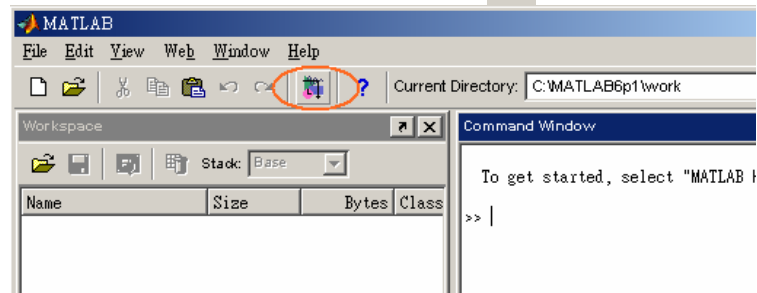 MATLAB
File Edit View Web Window Help
? Current Directory: C:\MATLAB6p1\work
Workspace
Command Window
Stack: Base
To get started, select "MATLAB
Name Size Bytes Class
>>